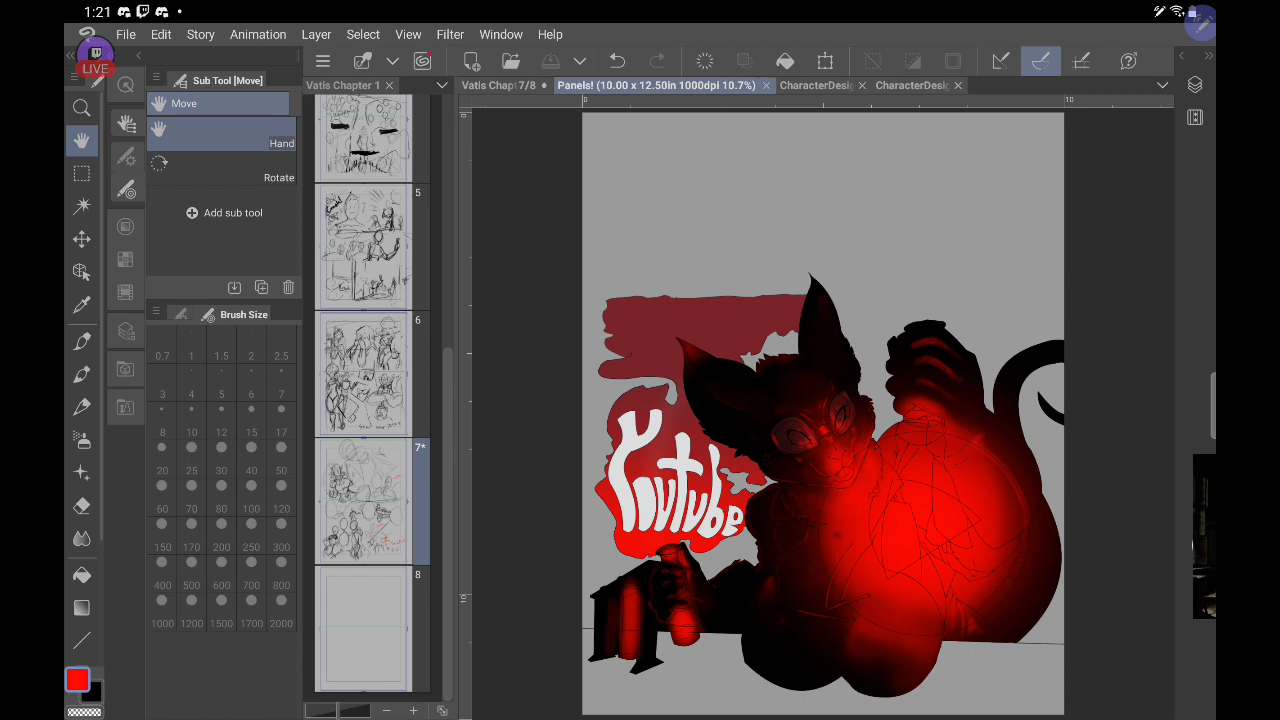 1:21
File Edit Story Animation Layer Select View Filter Window Help
LIVE
Sub Tool [Move]
Vatis Chapter 1
Vatis Chapt 7/8
Panels! (10.00 x 12.50in 1000dpi 10.7%)
CharacterDesig
CharacterDesig
Move
Hand
Rotate
Add sub tool
Brush Size
0.7 1 1.5 2 2.5
3 4 5 6 7
8 10 12 15 17
20 25 30 40 50
60 70 80 100 120
150 170 200 250 300
400 500 600 700 800
1000 1200 1500 1700 2000
5
6
7*
8
0
10
0
10
Youtube